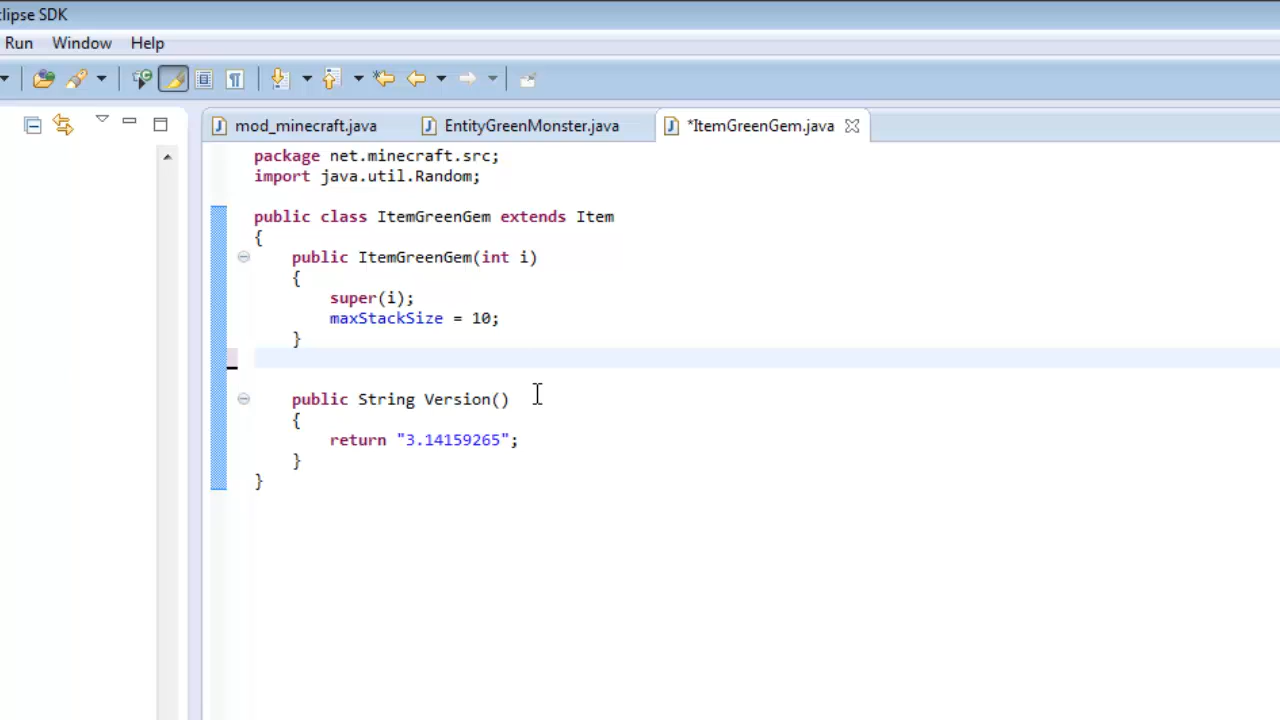 clipse SDK
Run Window Help
mod_minecraft.java EntityGreenMonster.java *ItemGreenGem.java
package net.minecraft.src;
import java.util.Random;
public class ItemGreenGem extends Item
{
public ItemGreenGem(int i)
{
super(i);
maxStackSize = 10;
}
public String Version()
{
return "3.14159265";
}
}